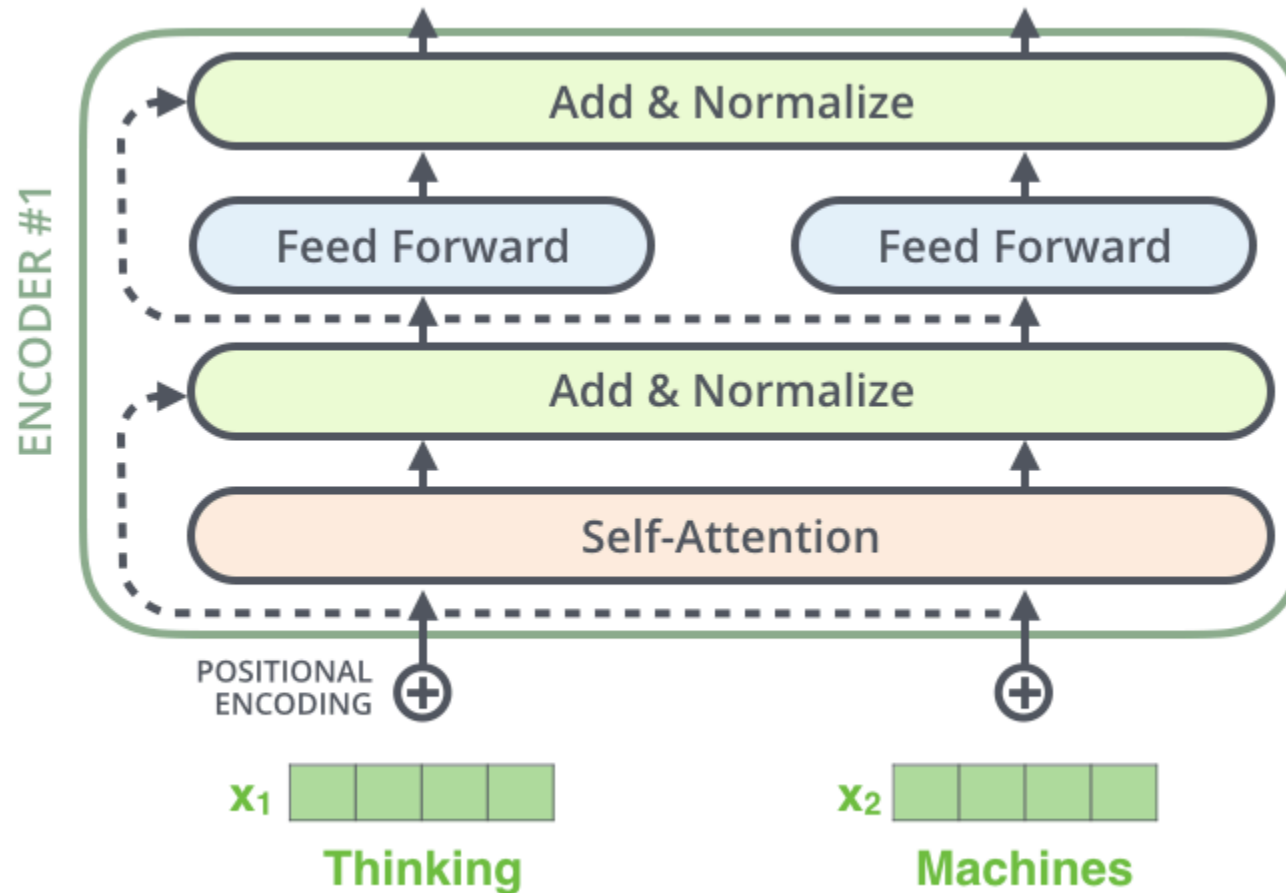 ENCODER #1
Add & Normalize
Feed Forward
Feed Forward
Add & Normalize
Self-Attention
POSITIONAL
ENCODING
x₁
x₂
Thinking
Machines